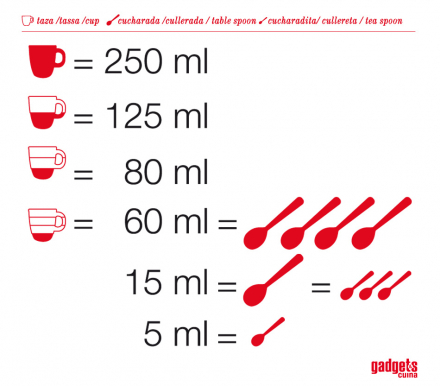 taza /tassa /cup cucharada /cullerada / table spoon cucharadita/ cullereta / tea spoon
= 250 ml
= 125 ml
= 80 ml
= 60 ml =
15 ml = =
5 ml =
gadgets
cuina